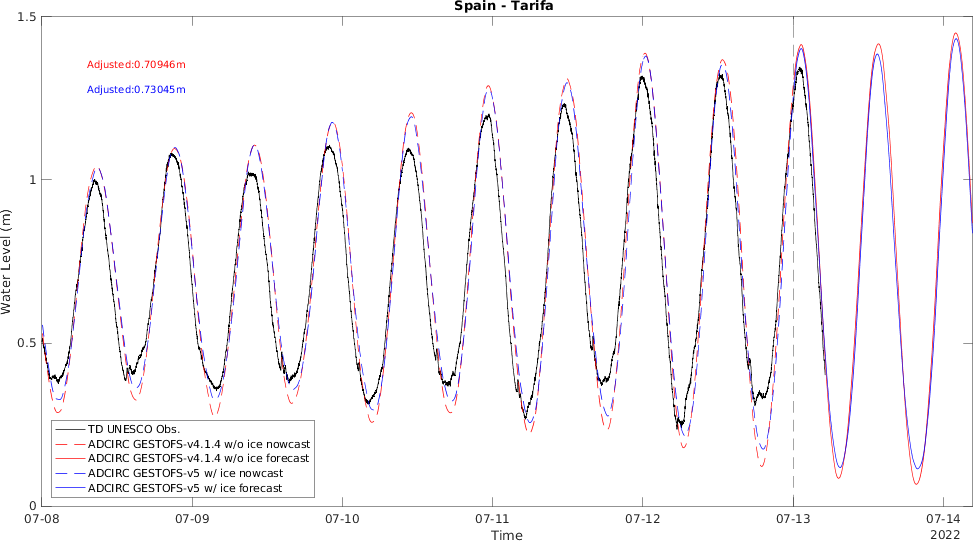 Spain - Tarifa
1.5
Adjusted:0.70946m
Adjusted:0.73045m
1
Water Level (m)
0.5
TD UNESCO Obs.
ADCIRC GESTOFS-v4.1.4 w/o ice nowcast
ADCIRC GESTOFS-v4.1.4 w/o ice forecast
ADCIRC GESTOFS-v5 w/ ice nowcast
ADCIRC GESTOFS-v5 w/ ice forecast
0
07-08 07-09 07-10 07-11 07-12 07-13 07-14
Time
2022